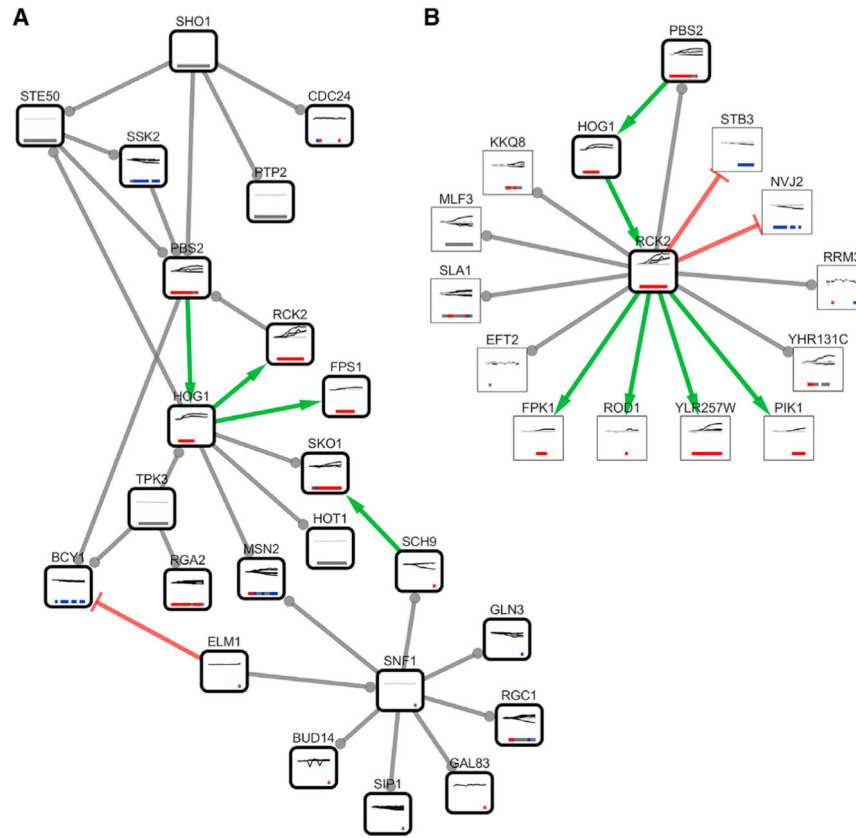 A
B
SHO1
PBS2
STE50
CDC24
STB3
SSK2
HOG1
KKQ8
PTP2
NVJ2
MLF3
PBS2
RCK2
RRM3
SLA1
RCK2
FPS1
EFT2
YHR131C
HOG1
FPK1
ROD1
YLR257W
PIK1
SKO1
TPK3
HOT1
SCH9
BCY1
RGA2
MSN2
GLN3
ELM1
SNF1
RGC1
BUD14
GAL83
SIP1